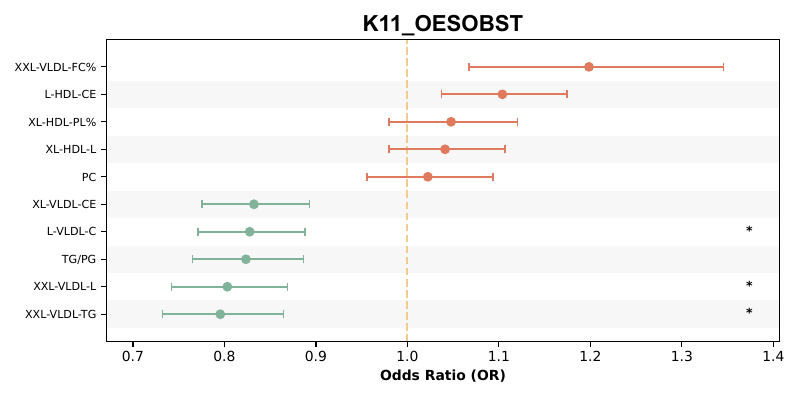 K11_OESOBST
XXL-VLDL-FC%
L-HDL-CE
XL-HDL-PL%
XL-HDL-L
PC
XL-VLDL-CE
L-VLDL-C *
TG/PG
XXL-VLDL-L *
XXL-VLDL-TG *
0.7 0.8 0.9 1.0 1.1 1.2 1.3 1.4
Odds Ratio (OR)